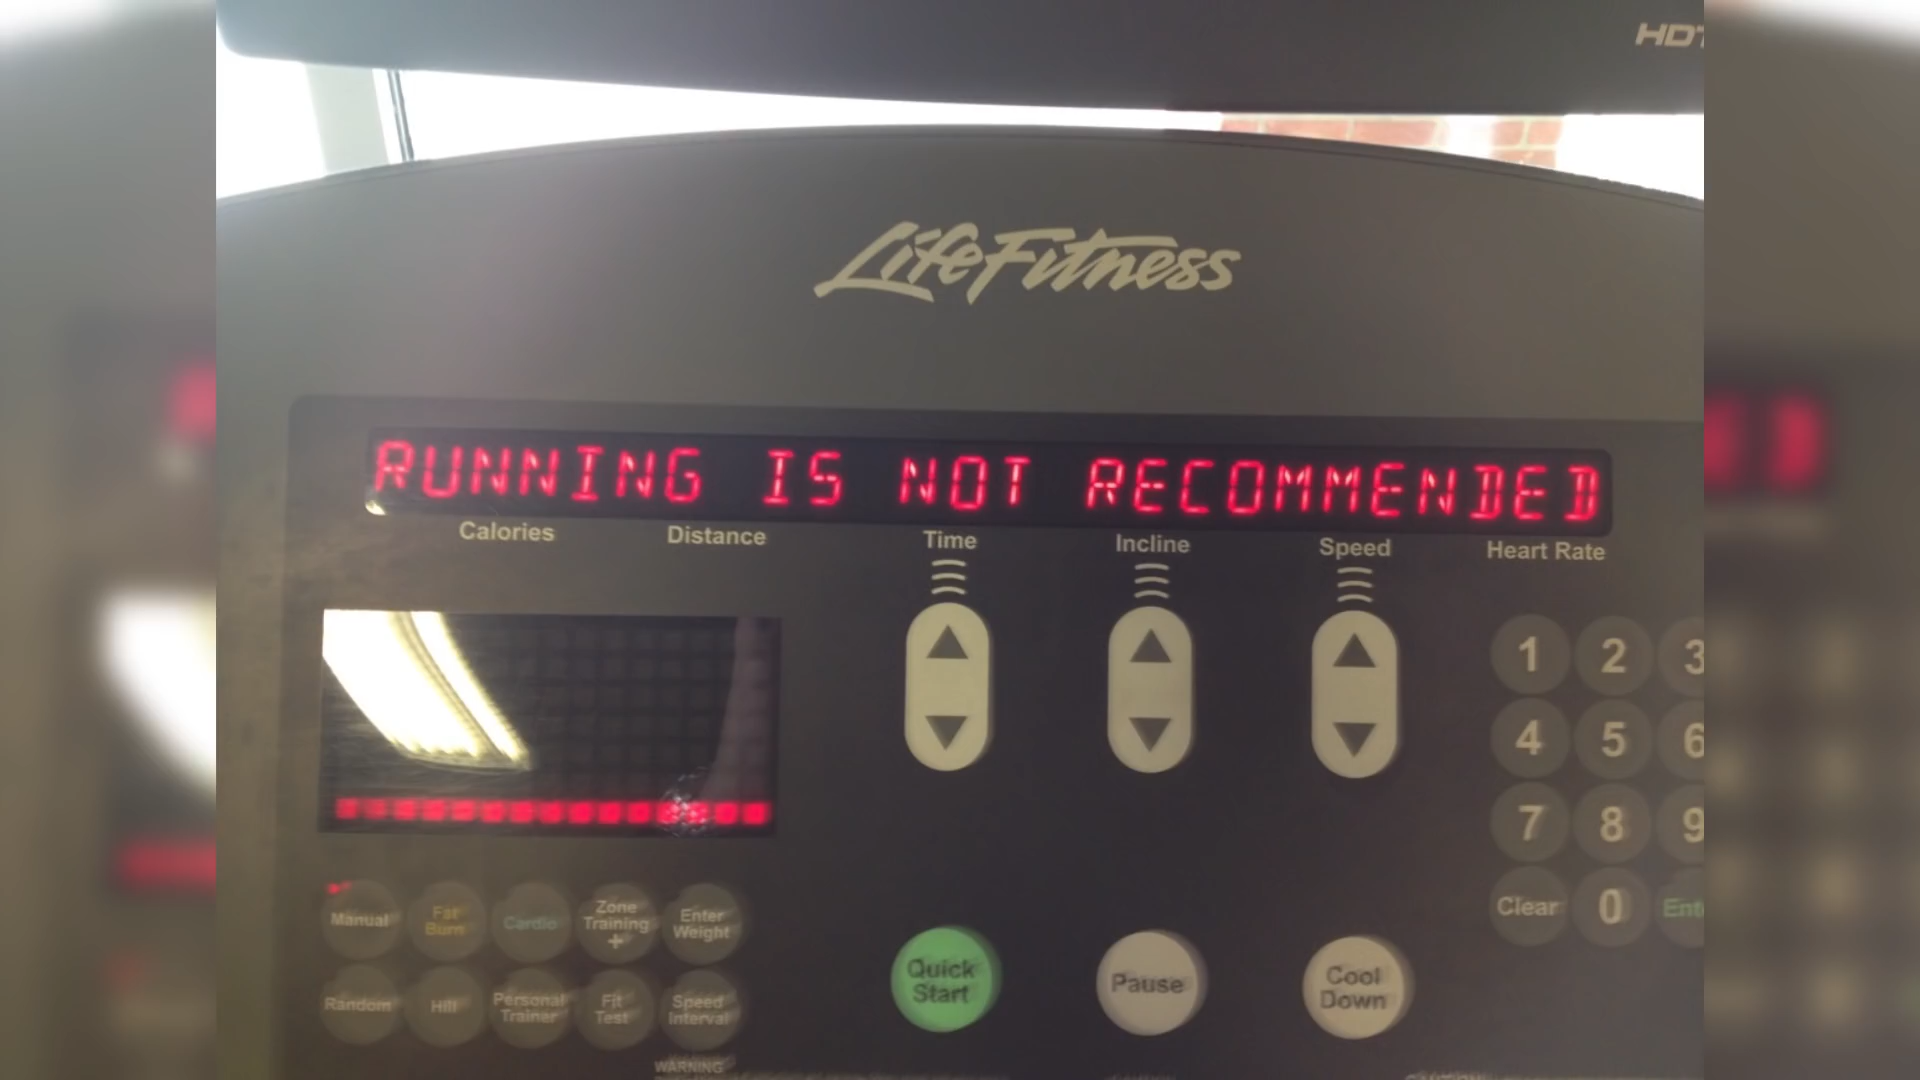 HDT
LifeFitness
RUNNING IS NOT RECOMMENDED
Calories Distance Time Incline Speed Heart Rate
1 2 3
4 5 6
7 8 9
Clear 0 Ente
Manual
Fat
Burn
Cardio
Zone
Training
+
Enter
Weight
Random
Hill
Personal
Trainer
Fit
Test
Speed
Interval
Quick
Start
Pause
Cool
Down
WARNING